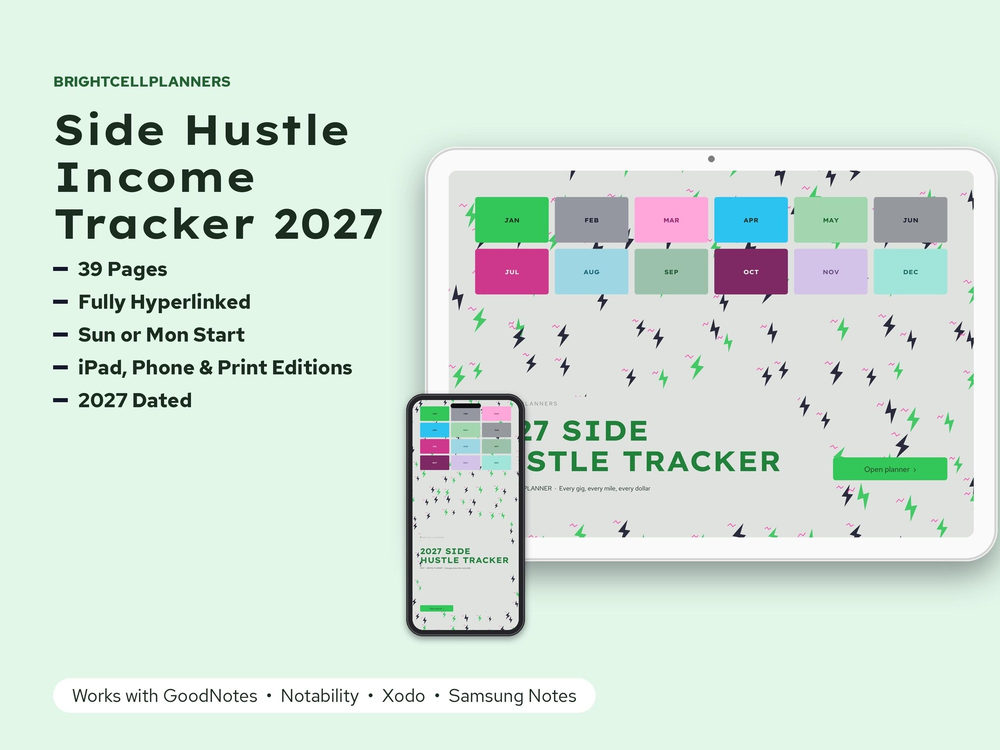 BRIGHTCELLPLANNERS
Side Hustle
Income
Tracker 2027
39 Pages
Fully Hyperlinked
Sun or Mon Start
iPad, Phone & Print Editions
2027 Dated
JAN FEB MAR APR MAY JUN
JUL AUG SEP OCT NOV DEC
PLANNERS
27 SIDE
STLE TRACKER
PLANNER · Every gig, every mile, every dollar
Open planner ›
2027 SIDE
HUSTLE TRACKER
Works with GoodNotes • Notability • Xodo • Samsung Notes